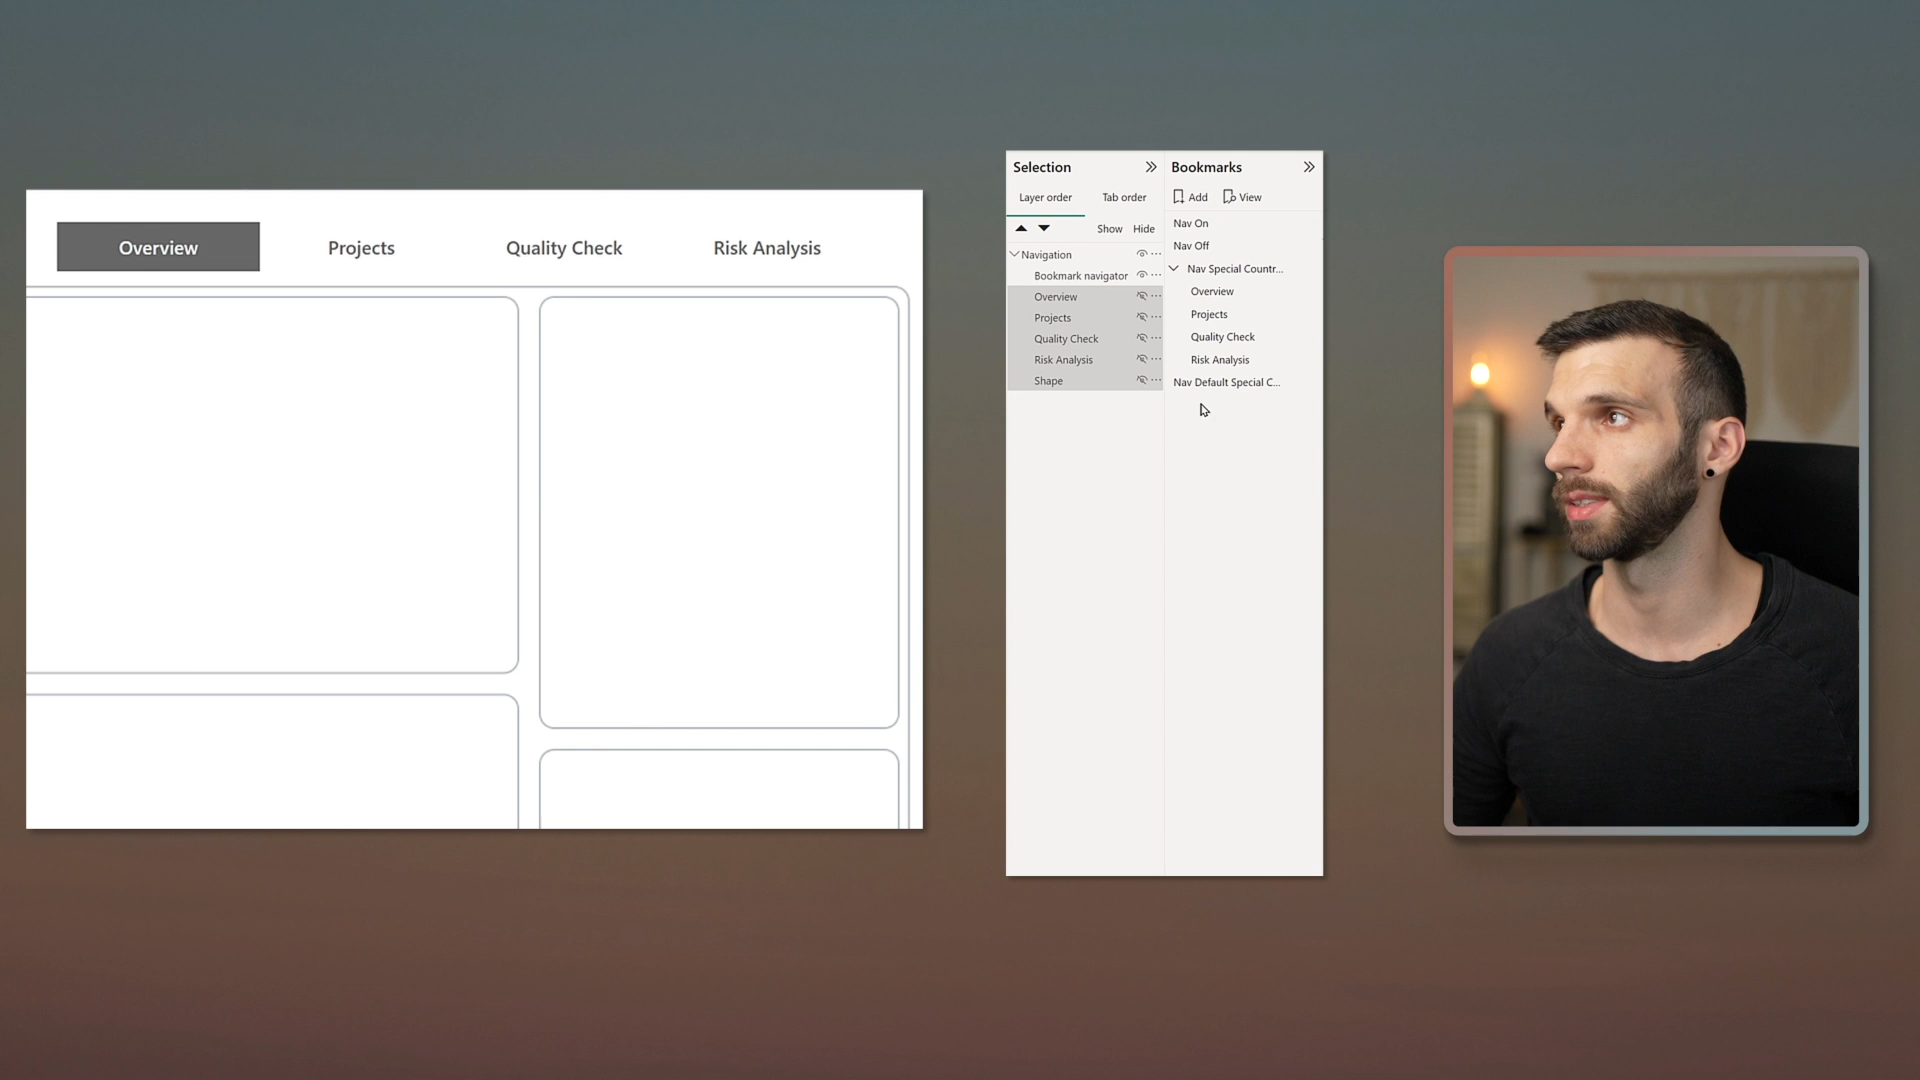 Overview
Projects
Quality Check
Risk Analysis
Selection
Layer order
Tab order
Show
Hide
Navigation
Bookmark navigator
Overview
Projects
Quality Check
Risk Analysis
Shape
Bookmarks
Add
View
Nav On
Nav Off
Nav Special Countr...
Overview
Projects
Quality Check
Risk Analysis
Nav Default Special C...